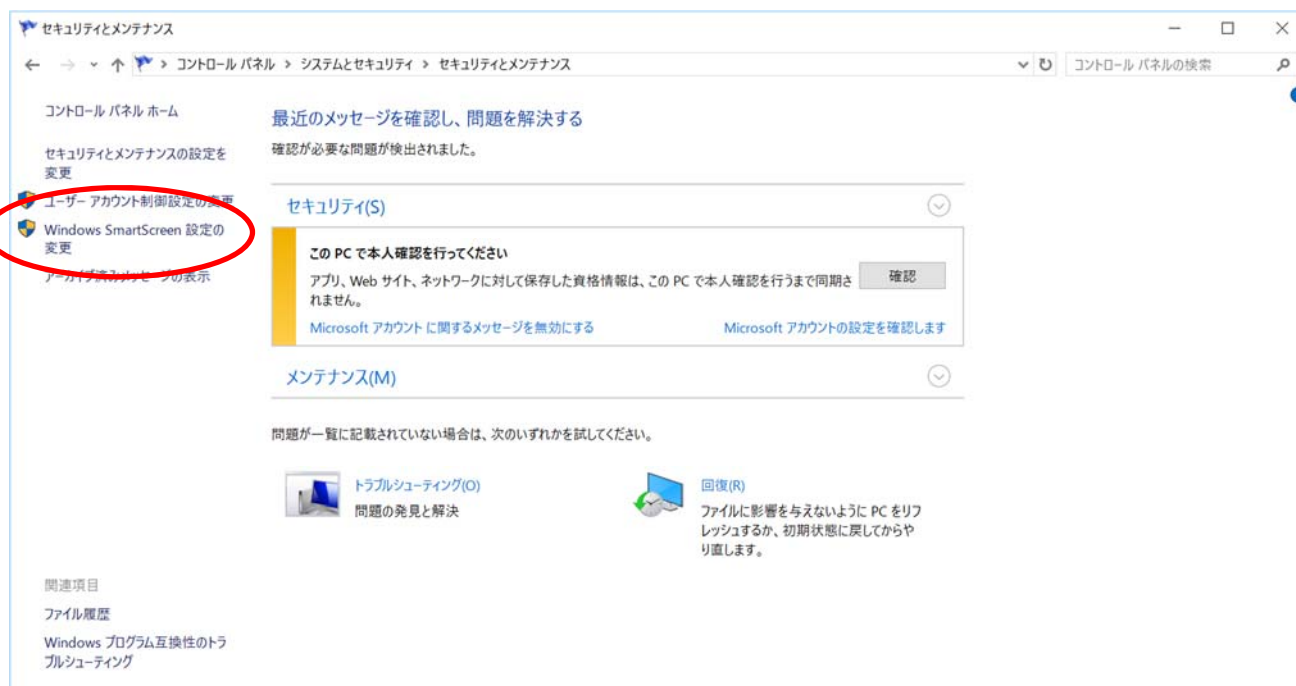 セキュリティとメンテナンス
コントロール パネル > システムとセキュリティ > セキュリティとメンテナンス
コントロール パネルの検索
コントロール パネル ホーム
セキュリティとメンテナンスの設定を
変更
ユーザー アカウント制御設定の変更
Windows SmartScreen 設定の
変更
アーカイブ済みメッセージの表示
最近のメッセージを確認し、問題を解決する
確認が必要な問題が検出されました。
セキュリティ(S)
この PC で本人確認を行ってください
アプリ、Web サイト、ネットワークに対して保存した資格情報は、この PC で本人確認を行うまで同期さ
れません。
確認
Microsoft アカウント に関するメッセージを無効にする
Microsoft アカウントの設定を確認します
メンテナンス(M)
問題が一覧に記載されていない場合は、次のいずれかを試してください。
トラブルシューティング(O)
問題の発見と解決
回復(R)
ファイルに影響を与えないように PC をリフ
レッシュするか、初期状態に戻してからや
り直します。
関連項目
ファイル履歴
Windows プログラム互換性のトラ
ブルシューティング